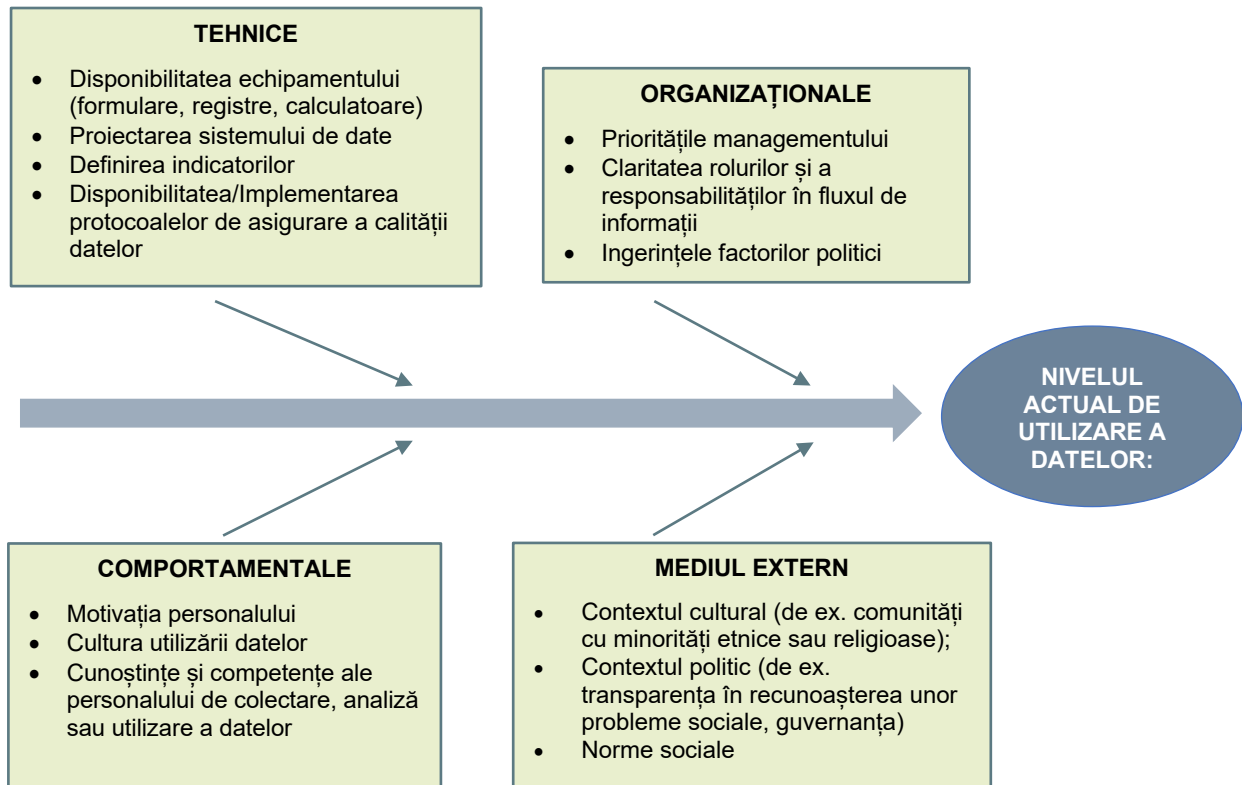 TEHNICE
• Disponibilitatea echipamentului
(formulare, registre, calculatoare)
• Proiectarea sistemului de date
• Definirea indicatorilor
• Disponibilitatea/Implementarea
protocoalelor de asigurare a calității
datelor
ORGANIZAȚIONALE
• Prioritățile managementului
• Claritatea rolurilor și a
responsabilităților în fluxul de
informații
• Ingerințele factorilor politici
NIVELUL
ACTUAL DE
UTILIZARE A
DATELOR:
COMPORTAMENTALE
• Motivația personalului
• Cultura utilizării datelor
• Cunoștințe și competențe ale
personalului de colectare, analiză
sau utilizare a datelor
MEDIUL EXTERN
• Contextul cultural (de ex. comunități
cu minorități etnice sau religioase);
• Contextul politic (de ex.
transparența în recunoașterea unor
probleme sociale, guvernanța)
• Norme sociale